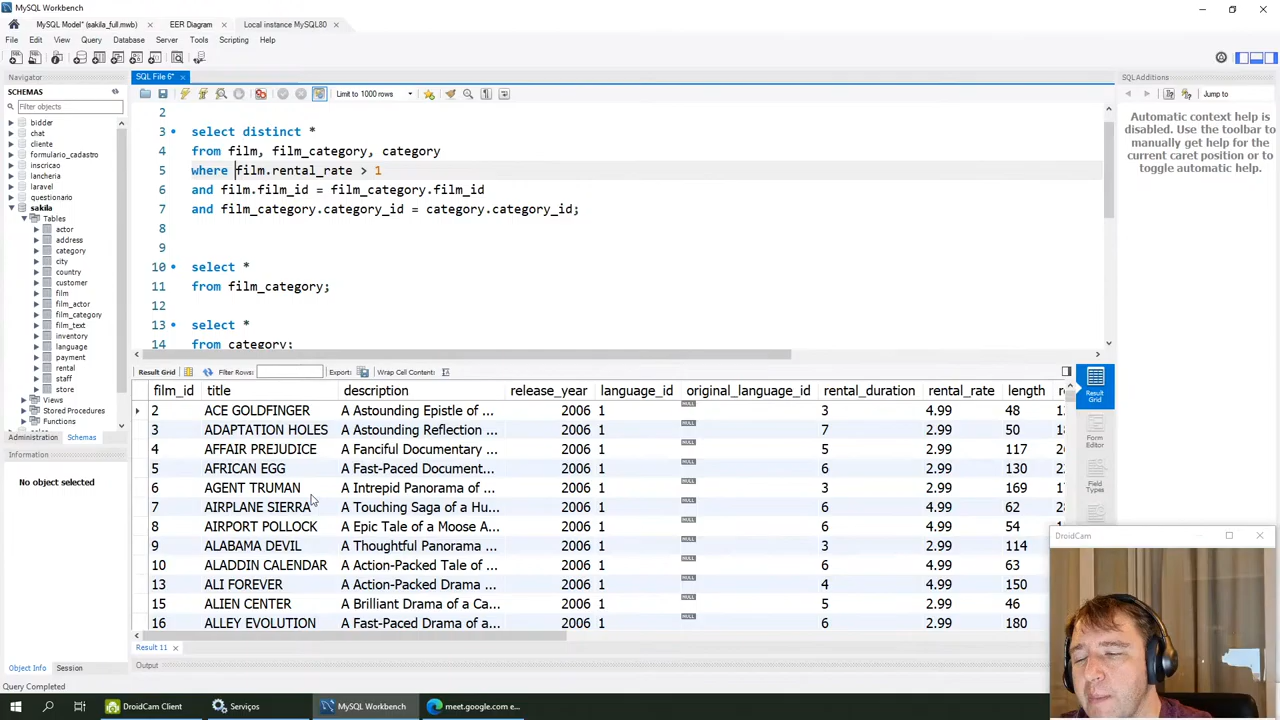 MySQL Workbench
MySQL Model* (sakila_full.mwb) × EER Diagram × Local instance MySQL80 ×
File Edit View Query Database Server Tools Scripting Help
Navigator
SCHEMAS
Filter objects
bidder
chat
cliente
formulario_cadastro
inscricao
lancheria
laravel
questionario
sakila
Tables
actor
address
category
city
country
customer
film
film_actor
film_category
film_text
inventory
language
payment
rental
staff
store
Views
Stored Procedures
Functions
Administration Schemas
Information
No object selected
Object Info Session
Query Completed
SQL File 6* ×
Limit to 1000 rows
2
3 select distinct *
4 from film, film_category, category
5 where film.rental_rate > 1
6 and film.film_id = film_category.film_id
7 and film_category.category_id = category.category_id;
8
9
10 select *
11 from film_category;
12
13 select *
14 from category;
Result Grid Filter Rows: Export: Wrap Cell Content:
film_id title description release_year language_id original_language_id rental_duration rental_rate length
2 ACE GOLDFINGER A Astounding Epistle of ... 2006 1 NULL 3 4.99 48
3 ADAPTATION HOLES A Astounding Reflection ... 2006 1 NULL 7 2.99 50
4 AFFAIR PREJUDICE A Fanciful Documentary ... 2006 1 NULL 5 2.99 117
5 AFRICAN EGG A Fast-Paced Document... 2006 1 NULL 6 2.99 130
6 AGENT TRUMAN A Intrepid Panorama of ... 2006 1 NULL 3 2.99 169
7 AIRPLANE SIERRA A Touching Saga of a Hu... 2006 1 NULL 6 4.99 62
8 AIRPORT POLLOCK A Epic Tale of a Moose A... 2006 1 NULL 6 4.99 54
9 ALABAMA DEVIL A Thoughtful Panorama ... 2006 1 NULL 3 2.99 114
10 ALADDIN CALENDAR A Action-Packed Tale of ... 2006 1 NULL 6 4.99 63
13 ALI FOREVER A Action-Packed Drama ... 2006 1 NULL 4 4.99 150
15 ALIEN CENTER A Brilliant Drama of a Ca... 2006 1 NULL 5 2.99 46
16 ALLEY EVOLUTION A Fast-Paced Drama of a... 2006 1 NULL 6 2.99 180
Result 11 ×
Output
Result Grid
Form Editor
Field Types
SQL Additions
Jump to
Automatic context help is
disabled. Use the toolbar to
manually get help for the
current caret position or to
toggle automatic help.
DroidCam
DroidCam Client Serviços MySQL Workbench meet.google.com e...